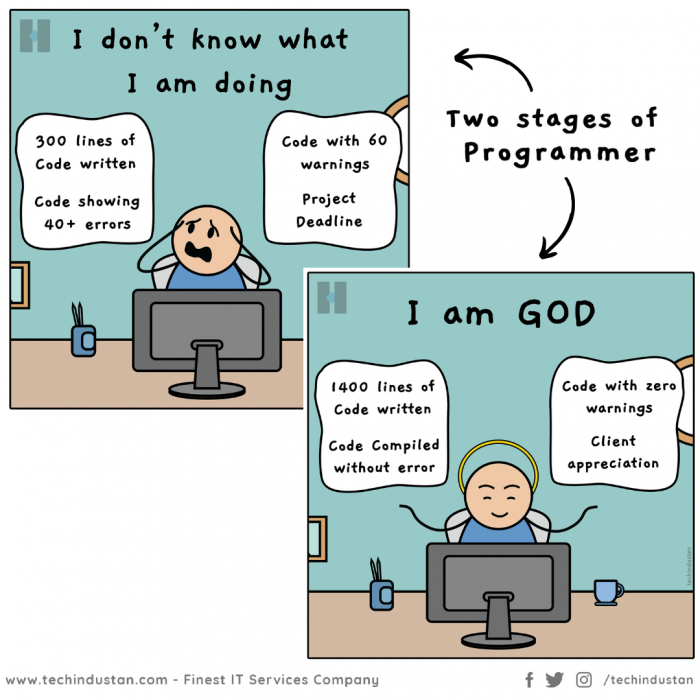 I don't know what
I am doing
300 lines of
Code written
Code showing
40+ errors
Code with 60
warnings
Project
Deadline
Two stages of
Programmer
I am GOD
1400 lines of
Code written
Code Compiled
without error
Code with zero
warnings
Client
appreciation
techindustan
www.techindustan.com - Finest IT Services Company
/techindustan